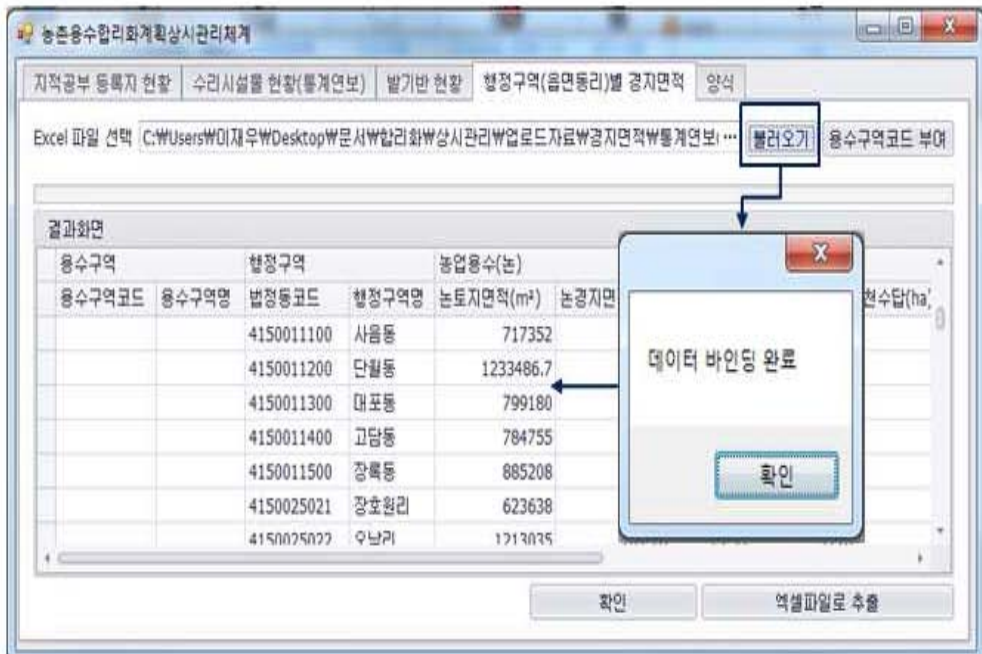 농촌용수합리화계획상시관리체계
지적공부 등록지 현황 수리시설물 현황(통계연보) 밭기반 현황 행정구역(읍면동리)별 경지면적 양식
Excel 파일 선택 C:₩Users₩이재우₩Desktop₩문서₩합리화₩상시관리₩업로드자료₩경지면적₩통계연보( ... 불러오기 용수구역코드 부여
결과화면
용수구역 행정구역 농업용수(논)
용수구역코드 용수구역명 법정동코드 행정구역명 논토지면적(m²) 논경지면 현수답(ha)
4150011100 사음동 717352
4150011200 단월동 1233486.7
4150011300 대포동 799180
4150011400 고담동 784755
4150011500 장록동 885208
4150025021 장호원리 623638
4150025022 오남리 1213035
데이터 바인딩 완료
확인
확인 엑셀파일로 추출